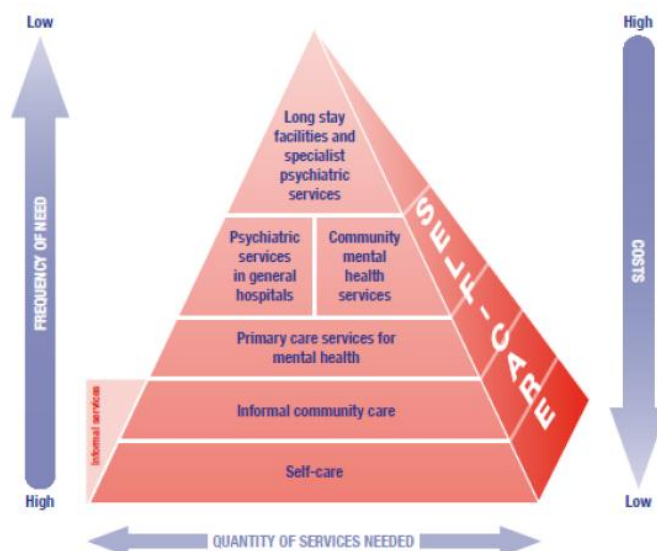 Low
High
Long stay
facilities and
specialist
psychiatric
services
FREQUENCY OF NEED
SELF-CARE
COSTS
Psychiatric
services
in general
hospitals
Community
mental
health
services
Primary care services for
mental health
Informal services
Informal community care
Self-care
High
Low
QUANTITY OF SERVICES NEEDED